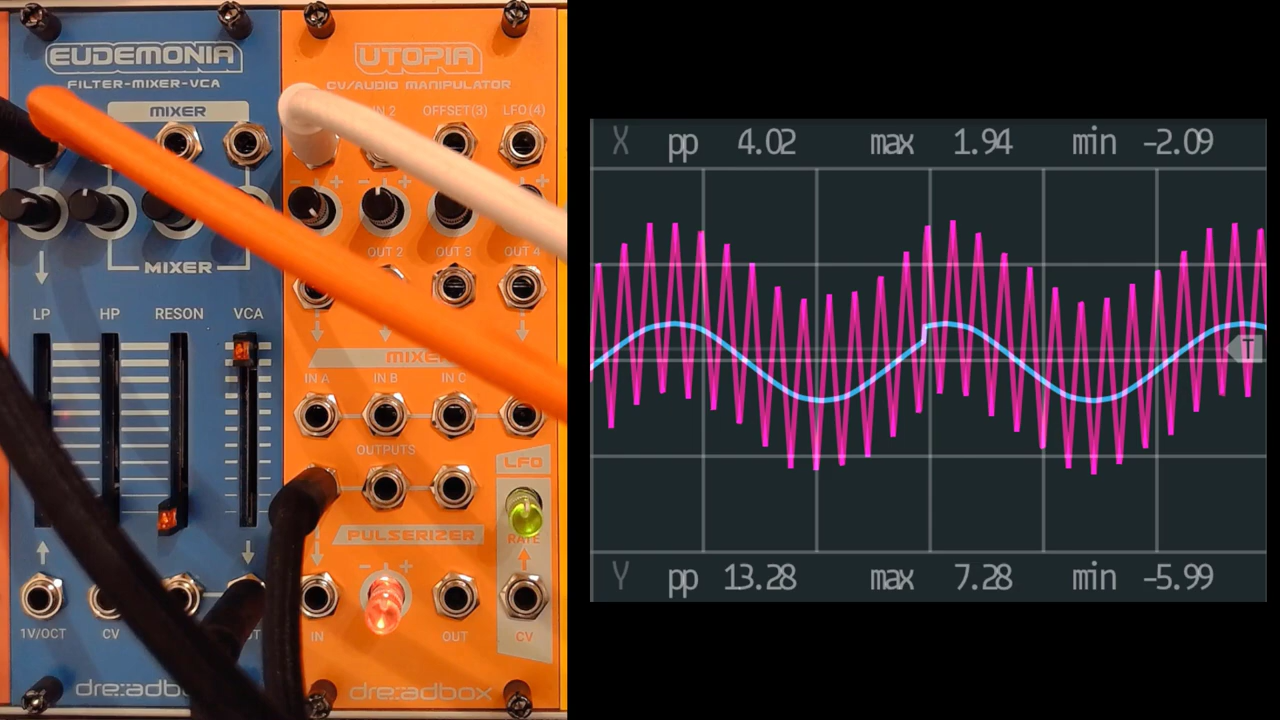 EUDEMONIA
FILTER-MIXER-VCA
MIXER
MIXER
LP HP RESON VCA
1V/OCT CV
UTOPIA
CV/AUDIO MANIPULATOR
IN 2 OFFSET(3) LFO(4)
- + - +
OUT 2 OUT 3 OUT 4
IN A IN B IN C
OUTPUTS
LFO
RATE
PULSERIZER
- +
IN OUT CV
dre:adbox
X pp 4.02 max 1.94 min -2.09
T
Y pp 13.28 max 7.28 min -5.99